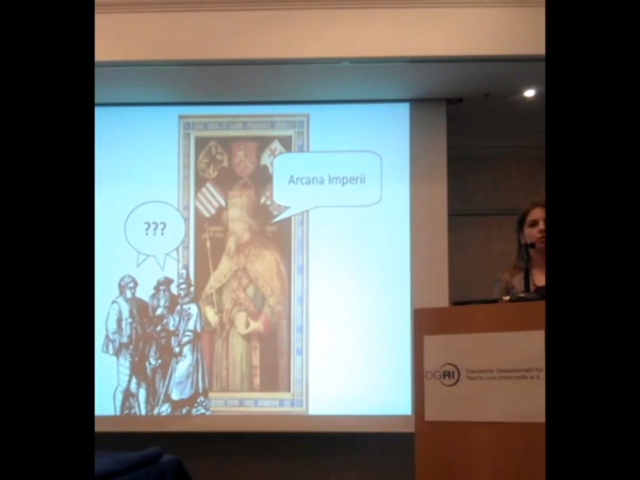 Arcana Imperii
???
DGRI
Deutsche Gesellschaft für
Recht und Informatik e.V.